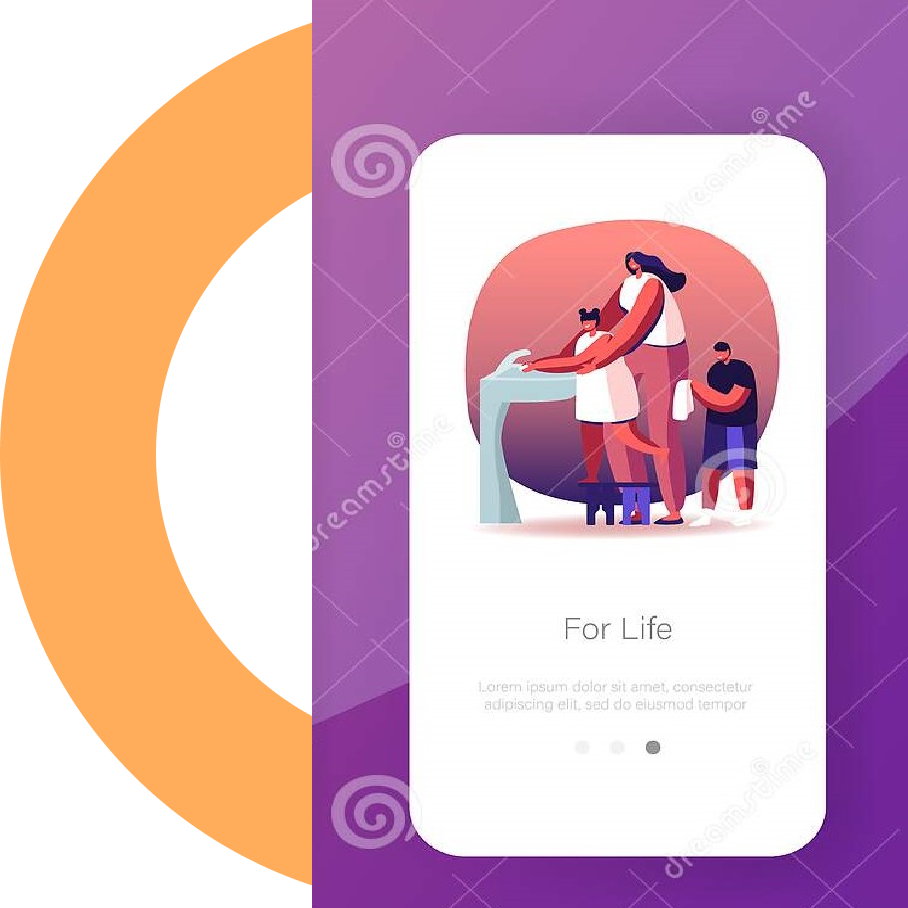 dreamstime
For Life
Lorem ipsum dolor sit amet, consectetur
adipiscing elit, sed do eiusmod tempor
dreamstime
dreamstime